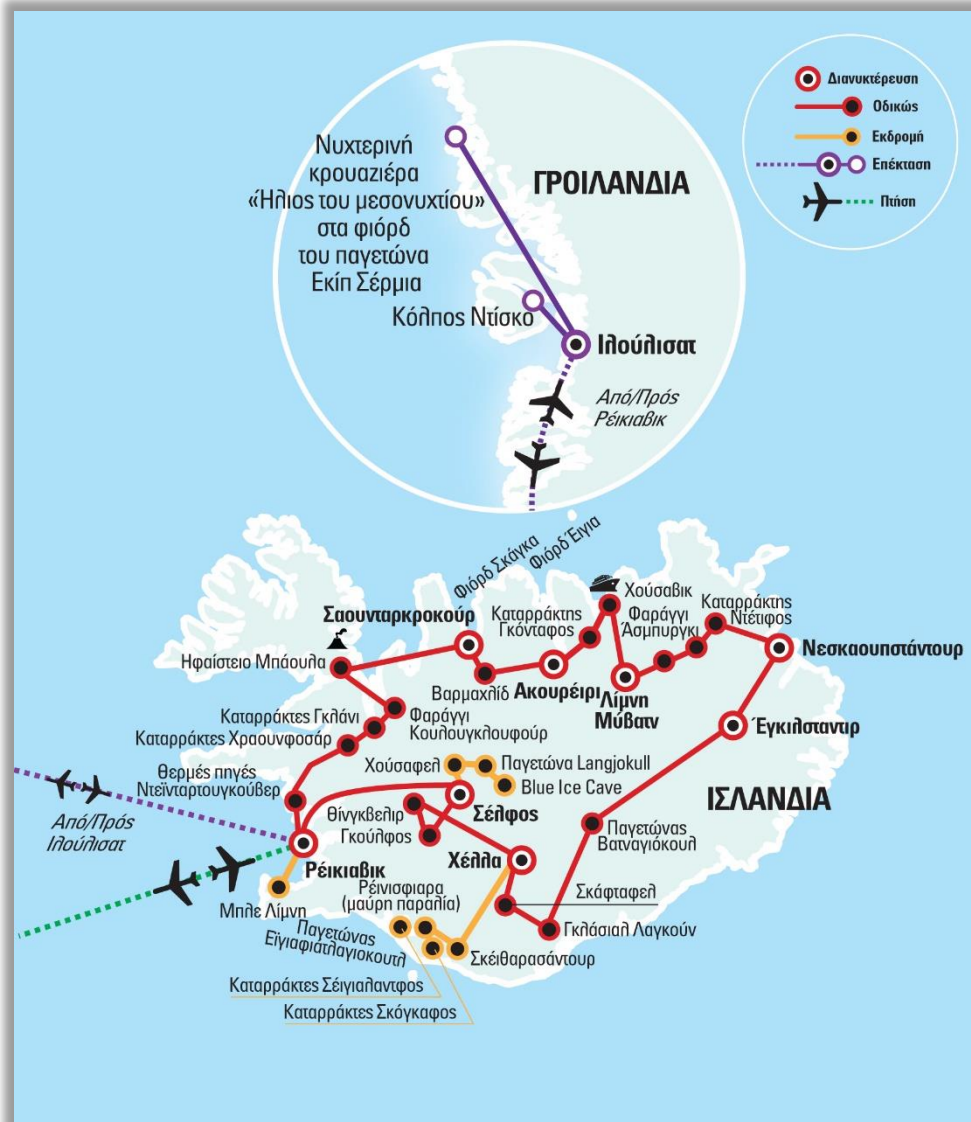 Διανυκτέρευση
Οδικώς
Εκδρομή
Επέκταση
Πτήση
Νυχτερινή
κρουαζιέρα
«Ήλιος του μεσονυχτίου»
στα φιόρδ
του παγετώνα
Εκίπ Σέρμια
ΓΡΟΙΛΑΝΔΙΑ
Κόλπος Ντίσκο
Ιλούλισατ
Από/Πρός
Ρέικιαβικ
Φιόρδ Σκάγκα
Φιόρδ Έιγια
Σαουνταρκροκούρ
Καταρράκτης
Γκόνταφος
Χούσαβικ
Φαράγγι
Άσμπυργκι
Καταρράκτης
Ντέτιφος
Νεσκαουπστάντουρ
Ηφαίστειο Μπάουλα
Βαρμαχλίδ
Ακουρέιρι
Λίμνη
Μύβατν
Καταρράκτες Γκλάνι
Καταρράκτες Χραουνφοσάρ
Φαράγγι
Κουλουγκλουφούρ
Έγκιλσταντιρ
Θερμές πηγές
Ντεϊνταρτουγκούβερ
Χούσαφελ
Παγετώνα Langjokull
Blue Ice Cave
ΙΣΛΑΝΔΙΑ
Θίνγκβελιρ
Γκούλφος
Σέλφος
Παγετώνας
Βατναγιόκουλ
Από/Πρός
Ιλούλισατ
Ρέικιαβικ
Χέλλα
Μπλε Λίμνη
Ρέινισφιαρα
(μαύρη παραλία)
Σκάφταφελ
Παγετώνας
Εϊγιαφιάτλαγιοκουτλ
Σκέιθαρασάντουρ
Γκλάσιαλ Λαγκούν
Καταρράκτες Σέιγιαλαντφος
Καταρράκτες Σκόγκαφος